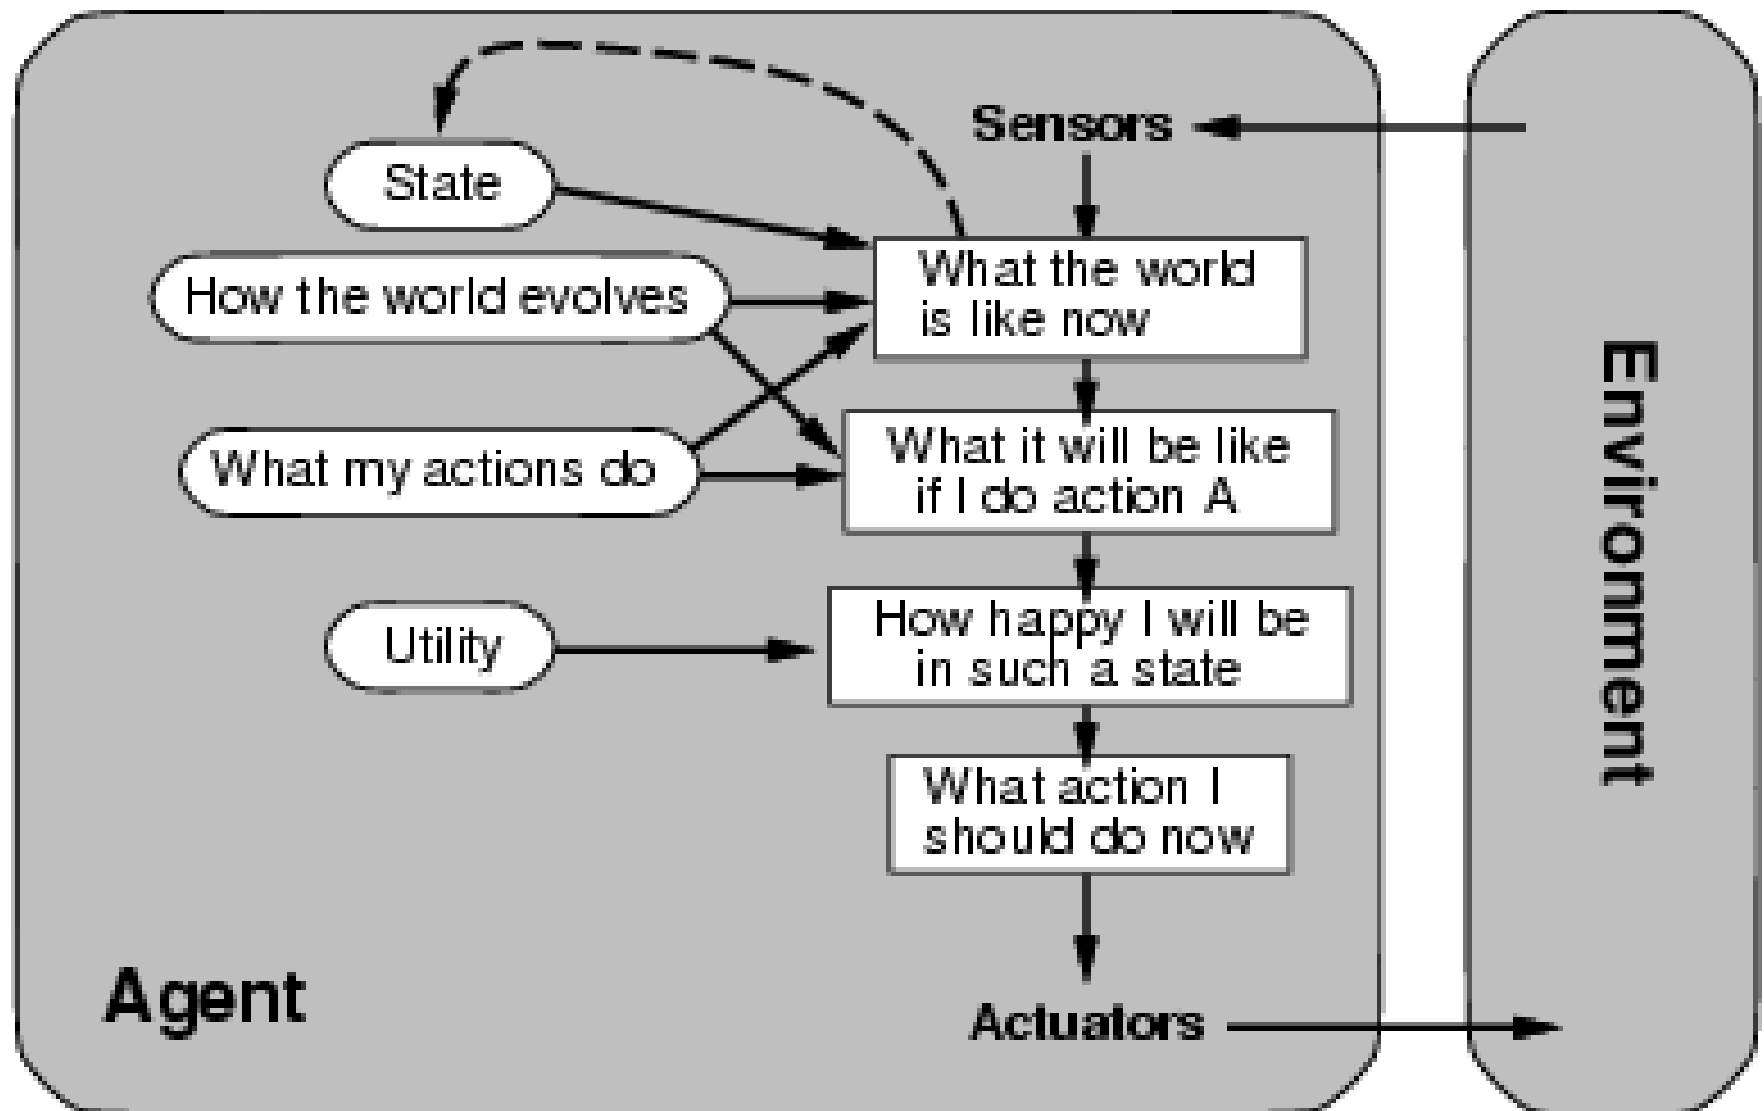 Sensors
State
What the world
is like now
How the world evolves
What it will be like
if I do action A
What my actions do
How happy I will be
in such a state
Utility
What action I
should do now
Agent
Actuators
Environment